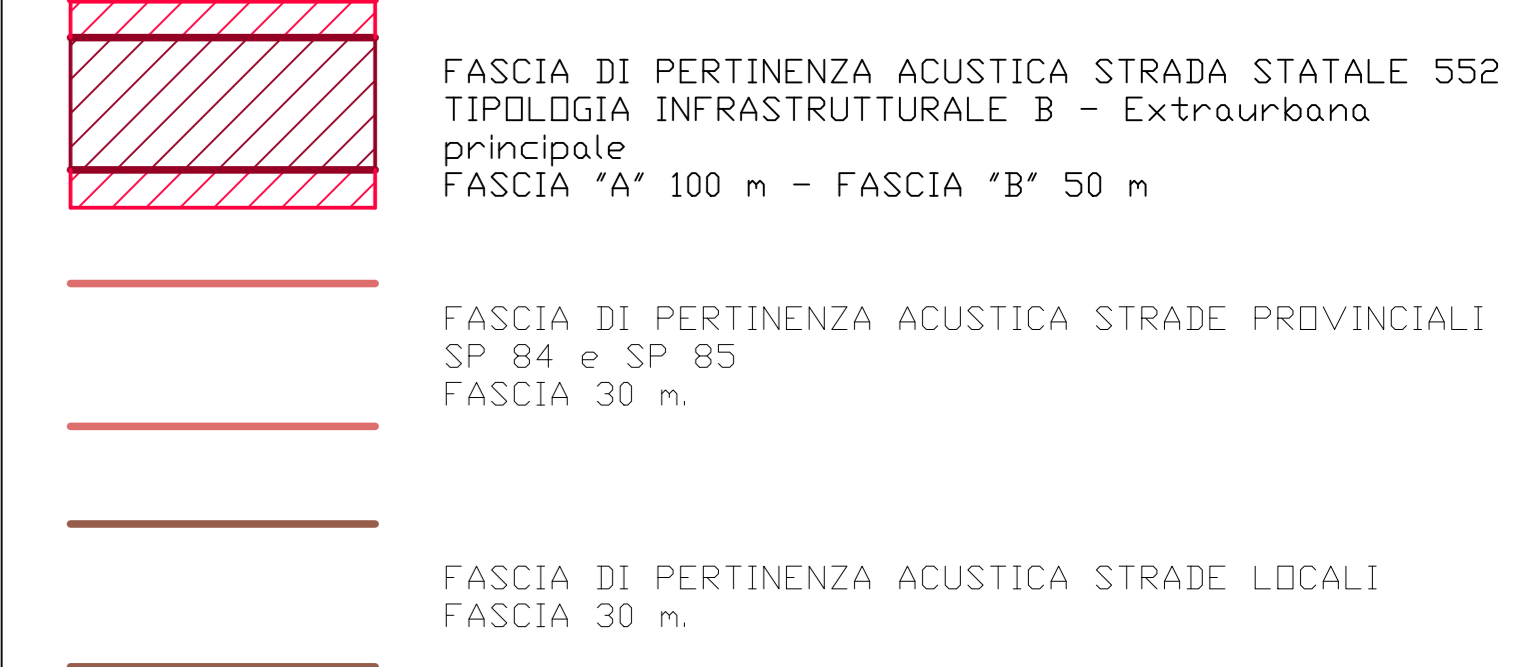 FASCIA DI PERTINENZA ACUSTICA STRADA STATALE 552
TIPOLOGIA INFRASTRUTTURALE B - Extraurbana
principale
FASCIA "A" 100 m - FASCIA "B" 50 m
FASCIA DI PERTINENZA ACUSTICA STRADE PROVINCIALI
SP 84 e SP 85
FASCIA 30 m.
FASCIA DI PERTINENZA ACUSTICA STRADE LOCALI
FASCIA 30 m.